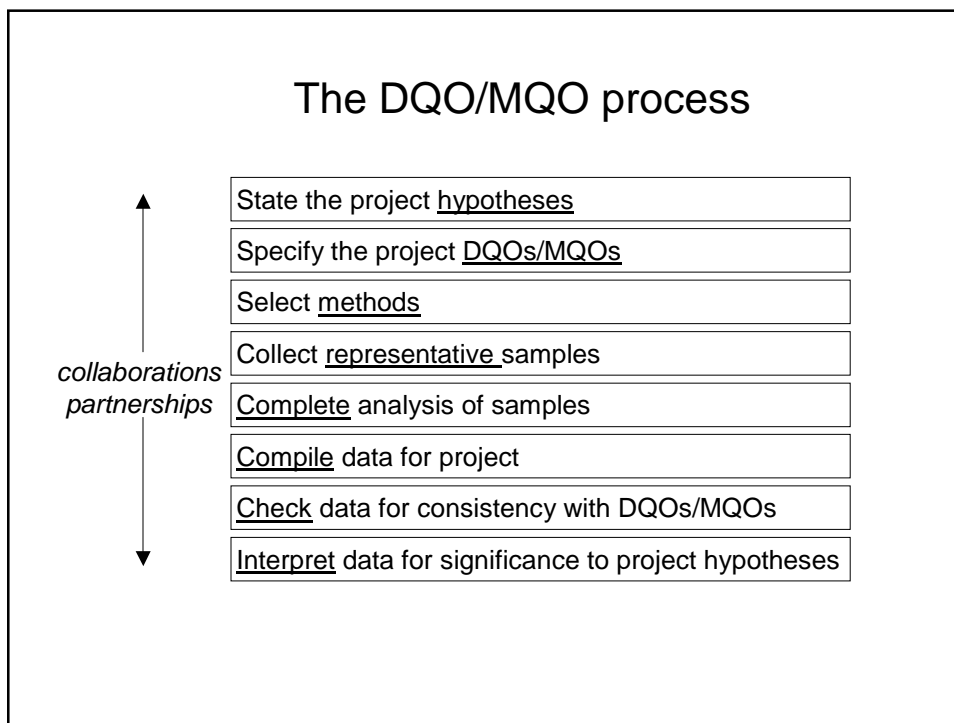 The DQO/MQO process
State the project hypotheses
Specify the project DQOs/MQOs
Select methods
Collect representative samples
collaborations
partnerships
Complete analysis of samples
Compile data for project
Check data for consistency with DQOs/MQOs
Interpret data for significance to project hypotheses